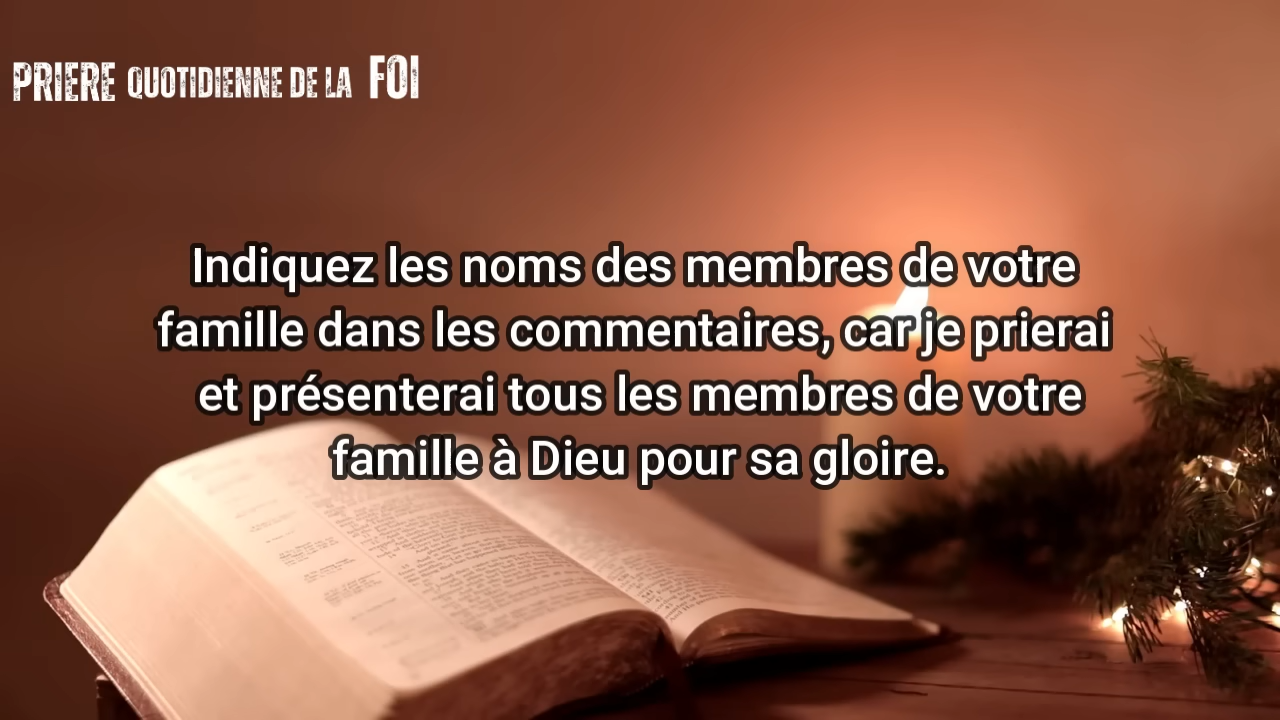 PRIERE QUOTIDIENNE DE LA FOI
Indiquez les noms des membres de votre
famille dans les commentaires, car je prierai
et présenterai tous les membres de votre
famille à Dieu pour sa gloire.